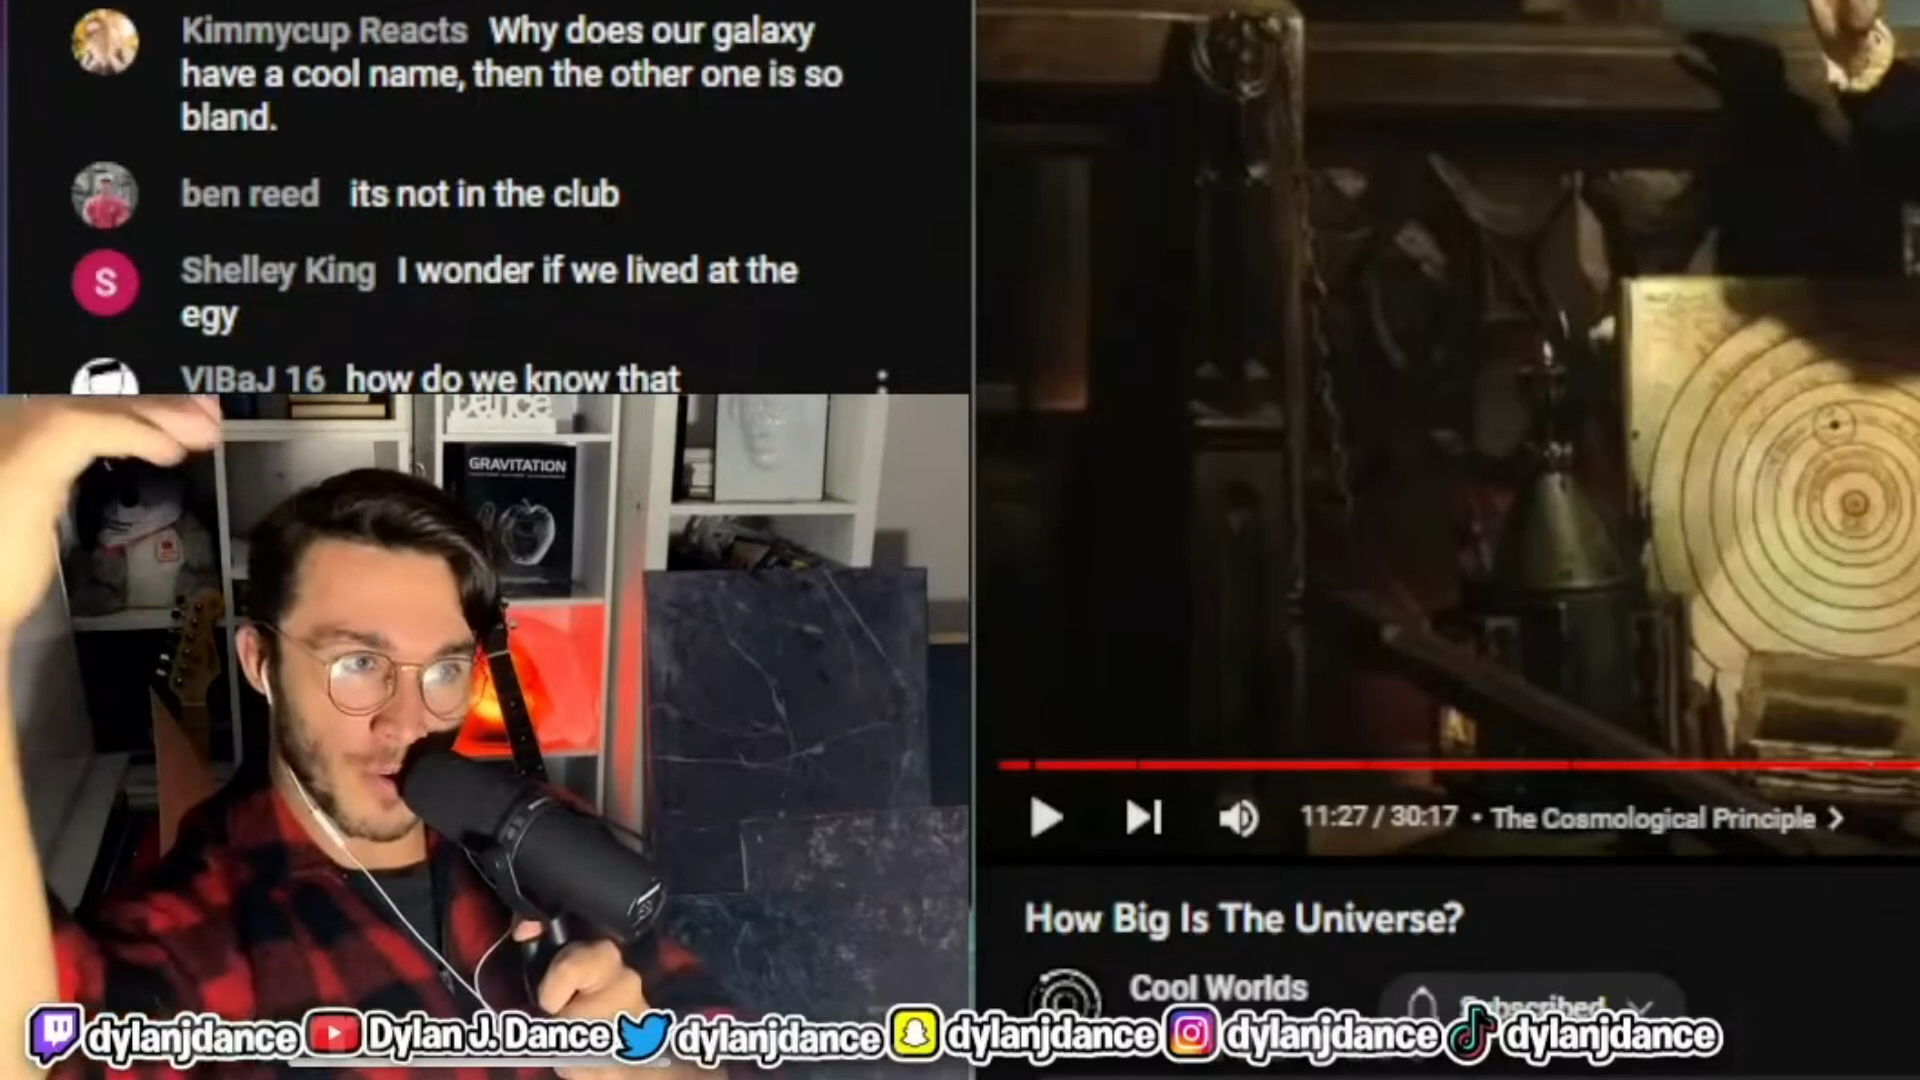 Kimmycup Reacts Why does our galaxy
have a cool name, then the other one is so
bland.
ben reed its not in the club
S
Shelley King I wonder if we lived at the
egy
VIBaJ 16 how do we know that
Dance
GRAVITATION
11:27 / 30:17 • The Cosmological Principle
How Big Is The Universe?
Cool Worlds
Subscribed
dylanjdance Dylan J. Dance dylanjdance dylanjdance dylanjdance dylanjdance